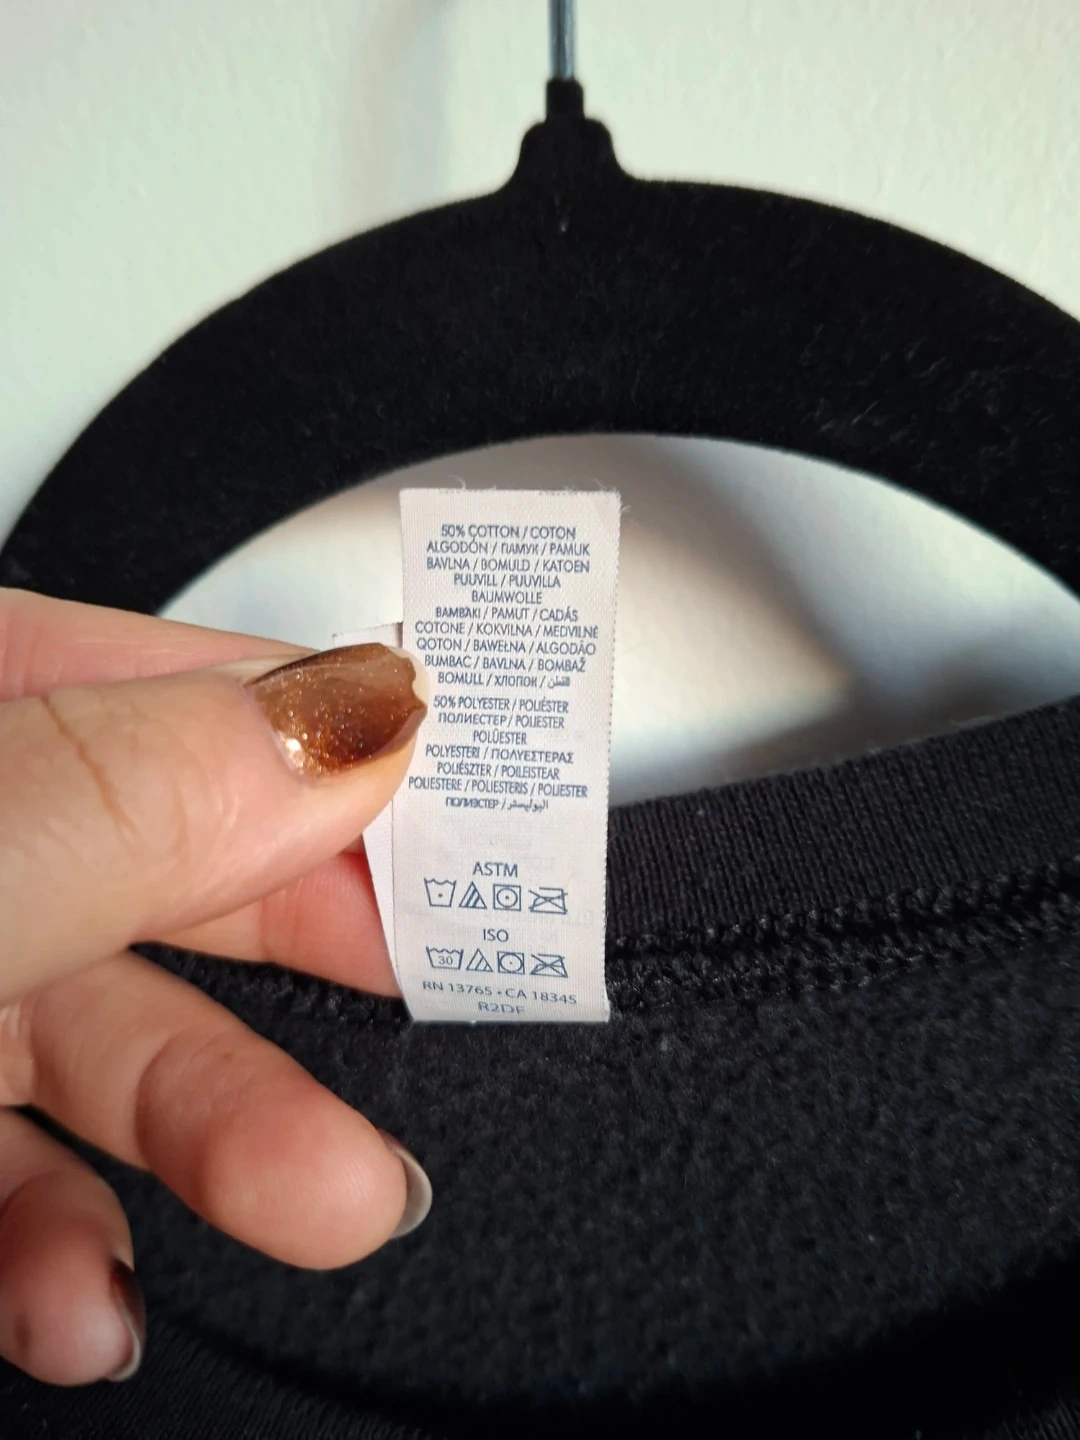 50% COTTON / COTON
ALGODÓN / ПАМУК / PAMUK
BAVLNA / BOMULD / KATOEN
PUUVILL / PUUVILLA
BAUMWOLLE
BAMBAKI / PAMUT / CADÁS
COTONE / KOKVILNA / MEDVILNĖ
QOTON / BAWEŁNA / ALGODÃO
BUMBAC / BAVLNA / BOMBAŽ
BOMULL / ХЛОПОК / القطن
50% POLYESTER / POLIÉSTER
ПОЛИЕСТЕР / POLIESTER
POLÜESTER
POLYESTERI / ΠΟΛΥΕΣΤΕΡΑΣ
POLIÉSZTER / POILEISTEAR
POLIESTERE / POLIESTERIS / POLIESTER
ПОЛИЭСТЕР / البوليستر
ASTM
ISO
30
RN 13765 • CA 18345
R2DF